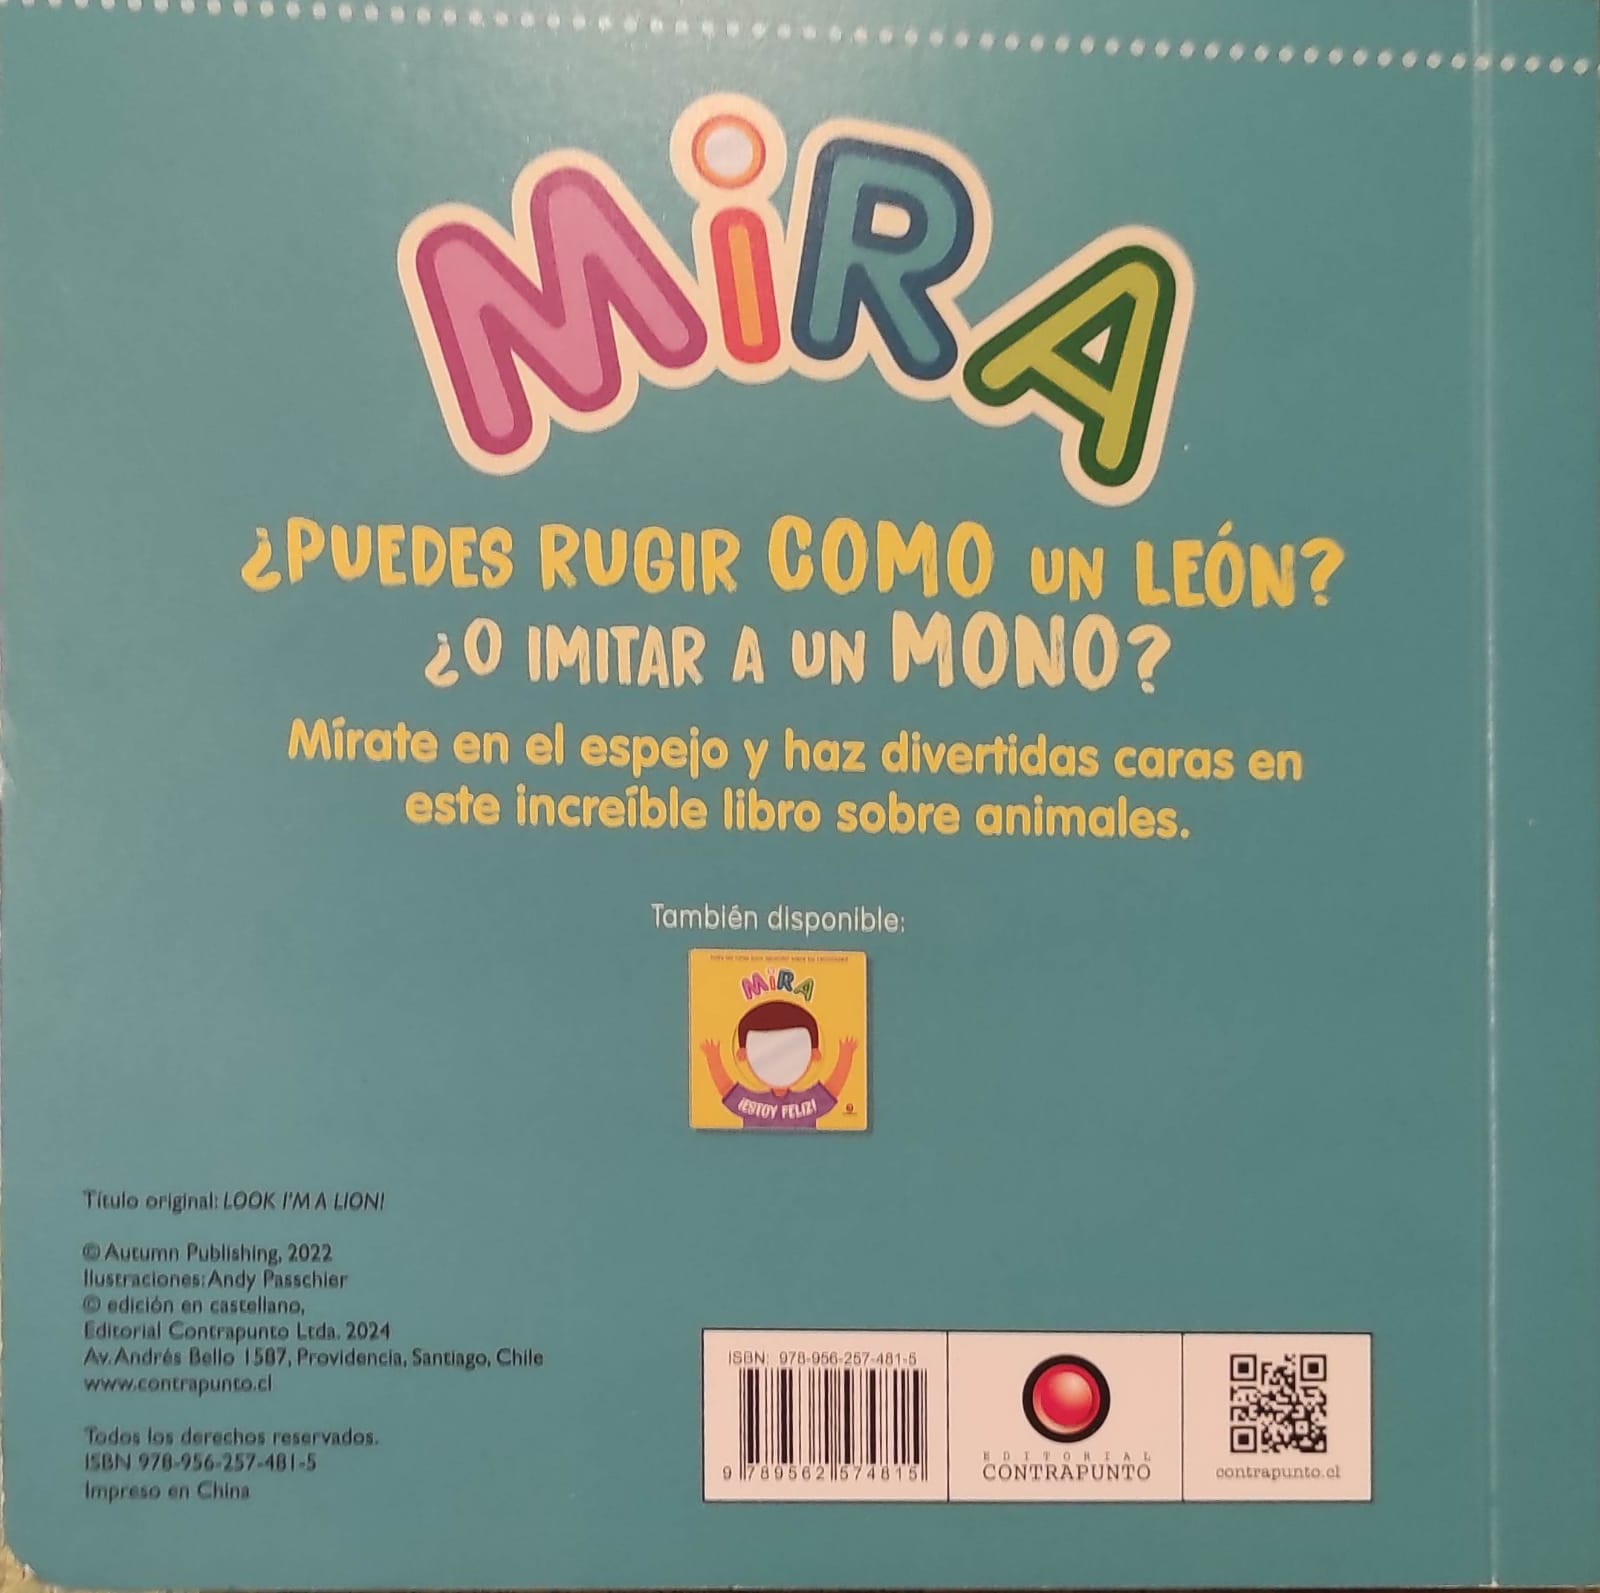 MiRA
¿PUEDES RUGIR COMO UN LEÓN?
¿O IMITAR A UN MONO?
Mírate en el espejo y haz divertidas caras en
este increíble libro sobre animales.
También disponible:
MiRA
¡ESTOY FELIZ!
Título original: LOOK I'M A LION!
© Autumn Publishing, 2022
Ilustraciones: Andy Passchier
© edición en castellano,
Editorial Contrapunto Ltda. 2024
Av. Andrés Bello 1587, Providencia, Santiago, Chile
www.contrapunto.cl
Todos los derechos reservados.
ISBN 978-956-257-481-5
Impreso en China
ISBN: 978-956-257-481-5
9 789562 574815
EDITORIAL
CONTRAPUNTO
contrapunto.cl